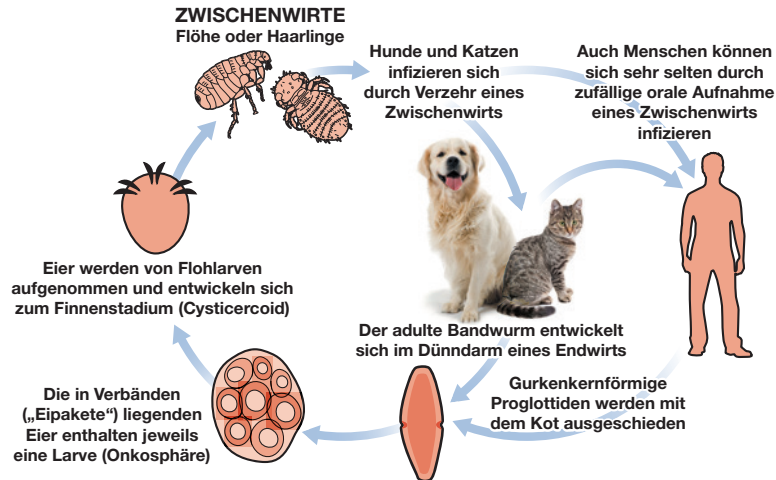 ZWISCHENWIRTE
Flöhe oder Haarlinge
Hunde und Katzen
infizieren sich
durch Verzehr eines
Zwischenwirts
Auch Menschen können
sich sehr selten durch
zufällige orale Aufnahme
eines Zwischenwirts
infizieren
Eier werden von Flohlarven
aufgenommen und entwickeln sich
zum Finnenstadium (Cysticercoid)
Der adulte Bandwurm entwickelt
sich im Dünndarm eines Endwirts
Die in Verbänden
(„Eipakete“) liegenden
Eier enthalten jeweils
eine Larve (Onkosphäre)
Gurkenkernförmige
Proglottiden werden mit
dem Kot ausgeschieden